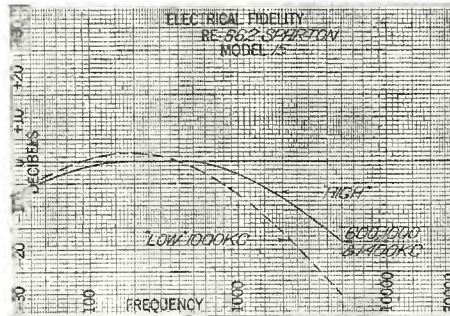 ELECTRICAL FIDELITY
RE-562 SPARTON
MODEL 15
+20
+10
0
DECIBELS
-20
-30
"HIGH"
"LOW" 1000KC
600,1000
&1400KC
100
1000
10000
FREQUENCY